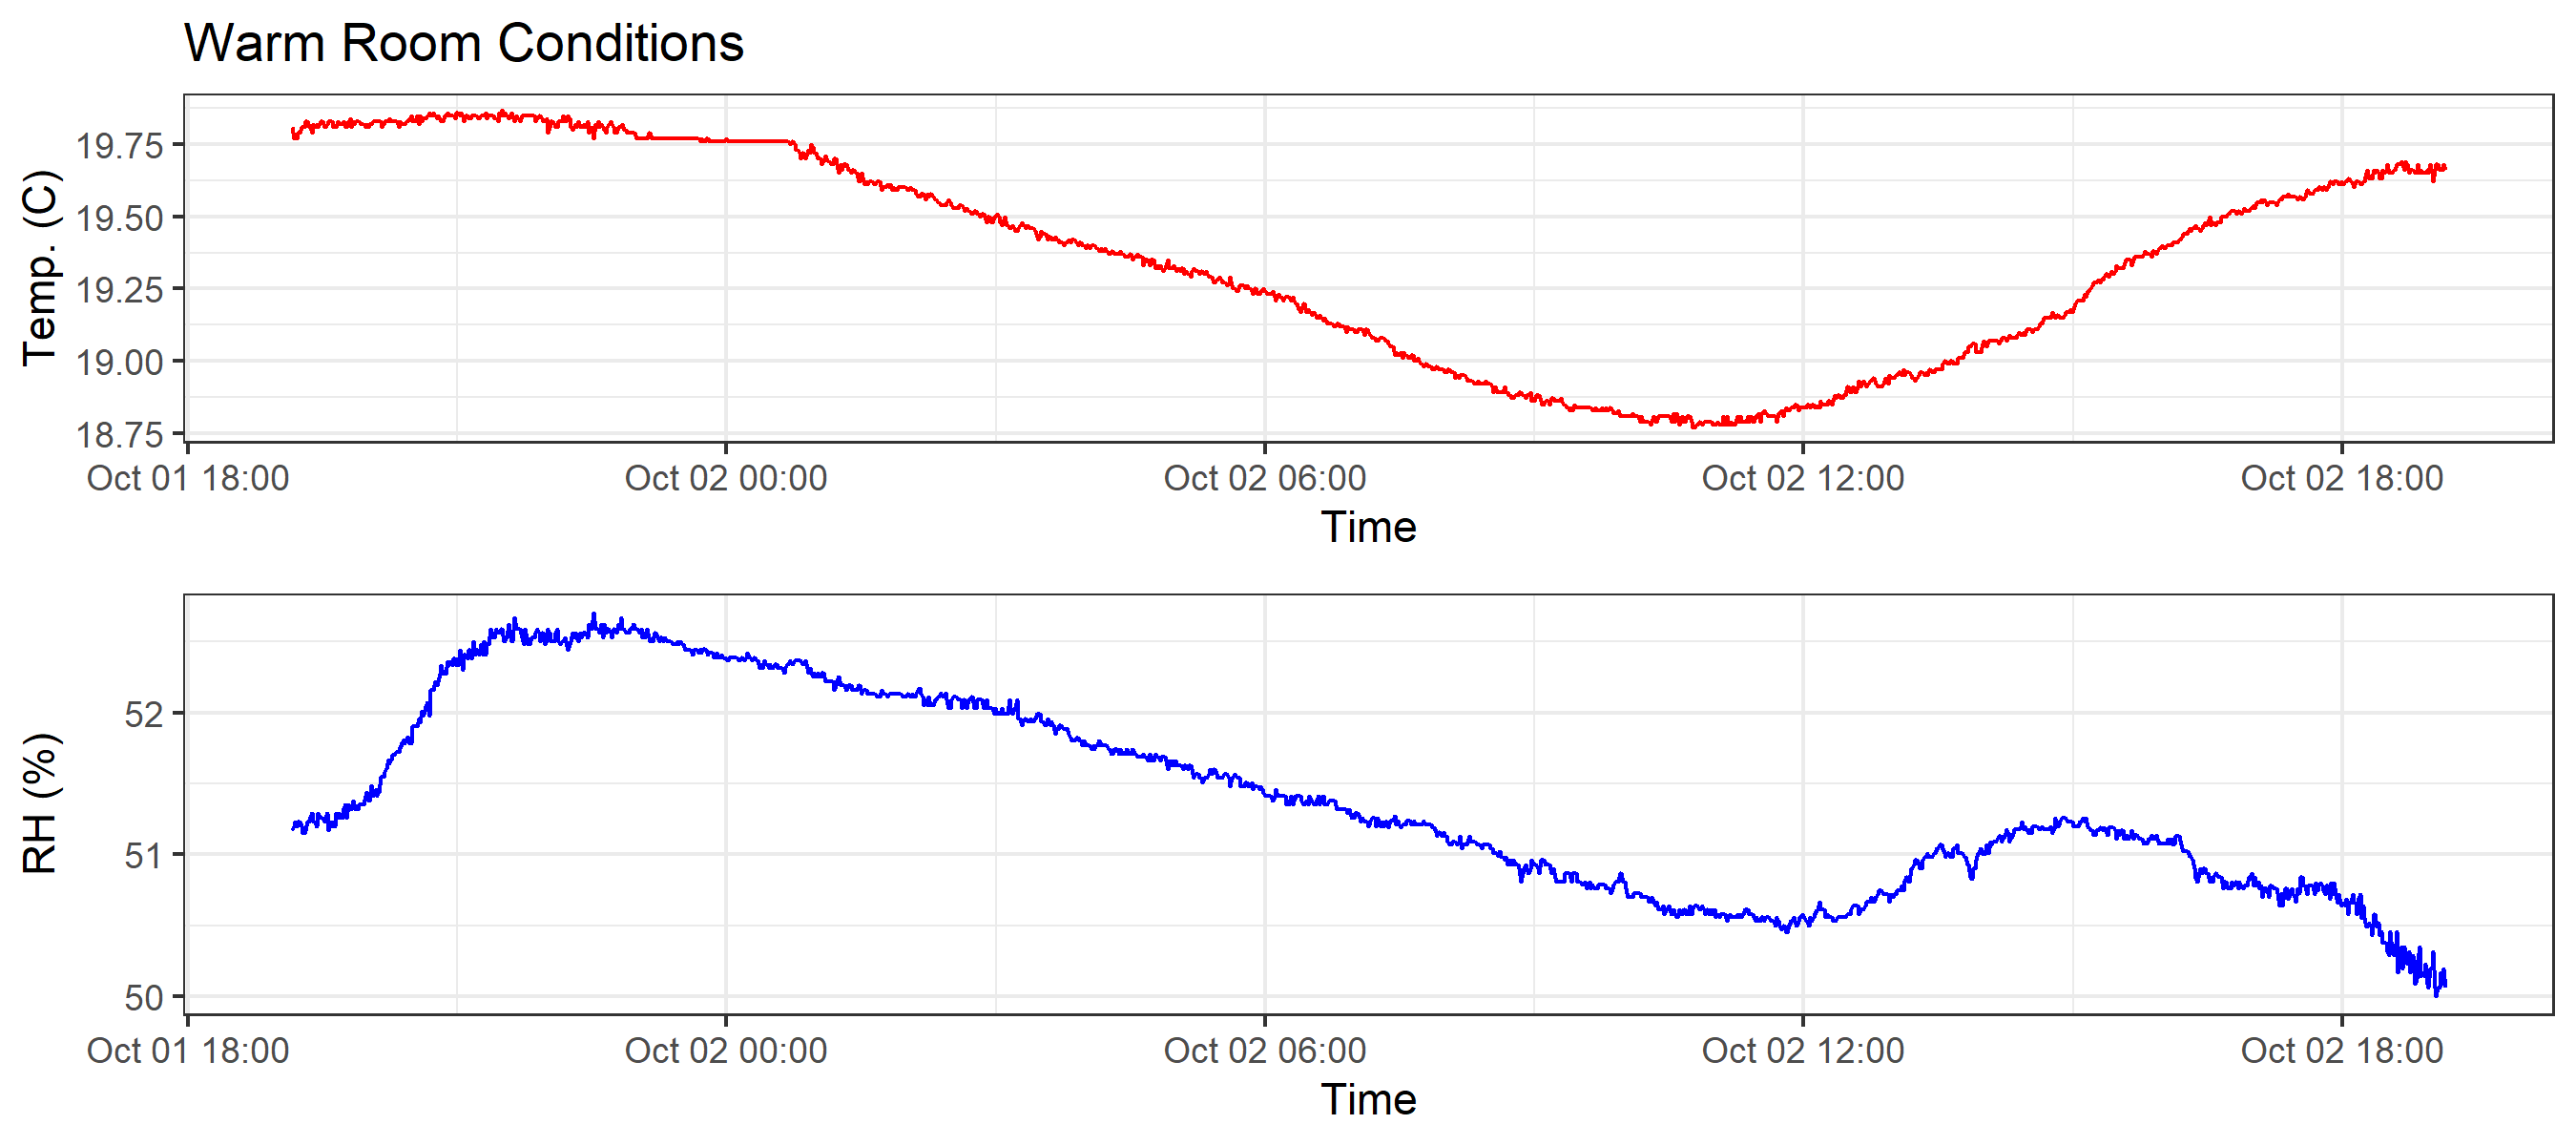 Warm Room Conditions
Temp. (C)
19.75
19.50
19.25
19.00
18.75
Oct 01 18:00 Oct 02 00:00 Oct 02 06:00 Oct 02 12:00 Oct 02 18:00
Time
RH (%)
52
51
50
Oct 01 18:00 Oct 02 00:00 Oct 02 06:00 Oct 02 12:00 Oct 02 18:00
Time